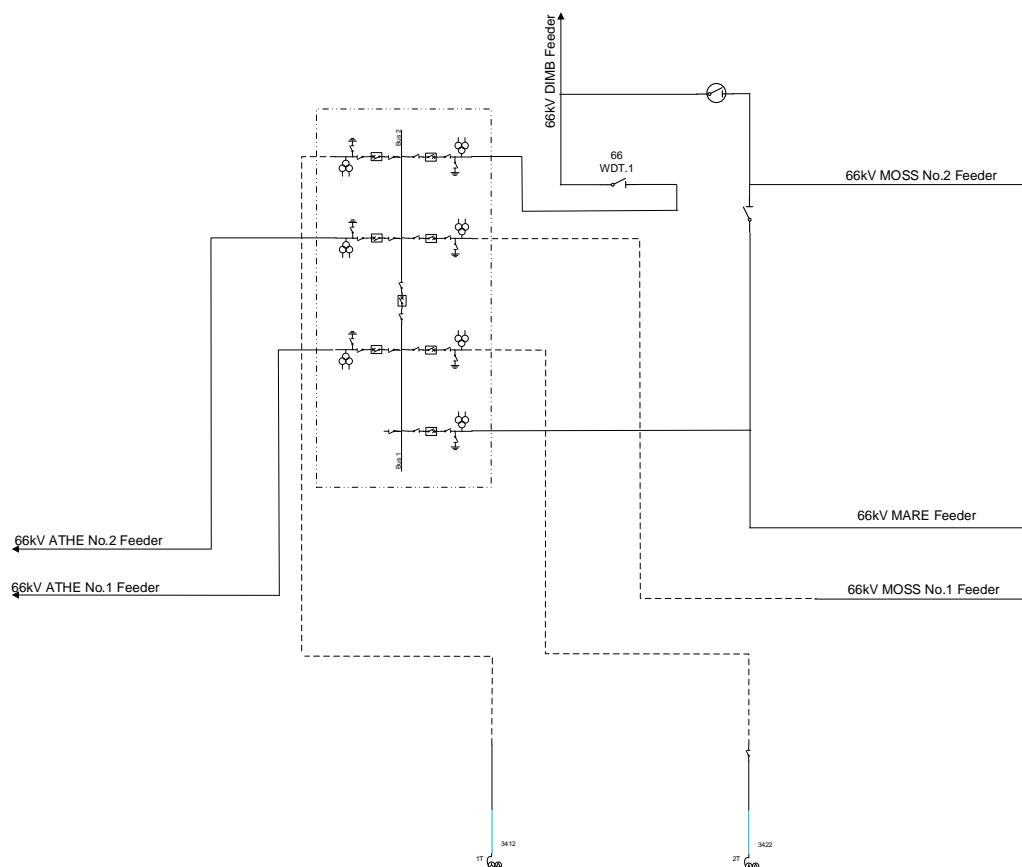 66kV DIMB Feeder
Bus 2
66
WDT.1
66kV MOSS No.2 Feeder
Bus 1
66kV MARE Feeder
66kV ATHE No.2 Feeder
66kV ATHE No.1 Feeder
66kV MOSS No.1 Feeder
3412
3422
1T
2T